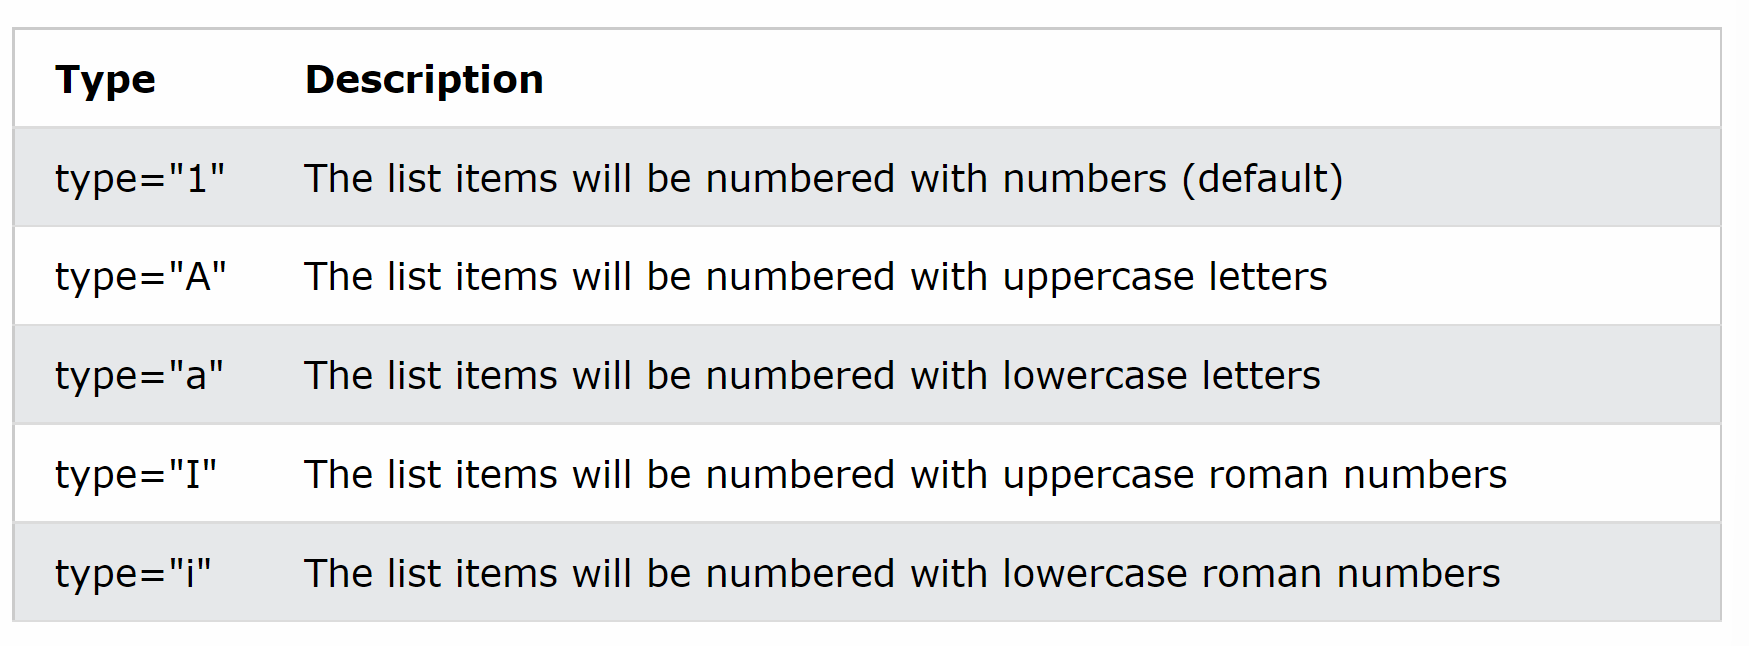 Type Description
type="1" The list items will be numbered with numbers (default)
type="A" The list items will be numbered with uppercase letters
type="a" The list items will be numbered with lowercase letters
type="I" The list items will be numbered with uppercase roman numbers
type="i" The list items will be numbered with lowercase roman numbers